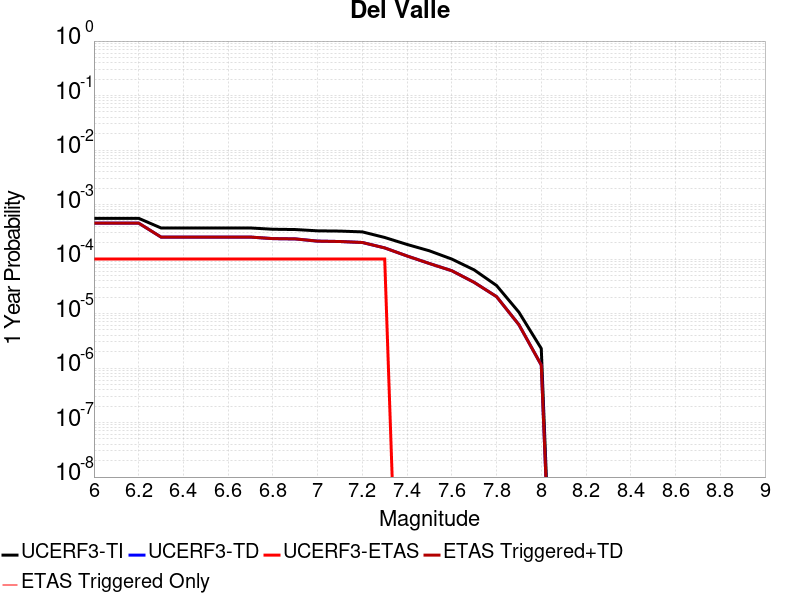 Del Valle
10^0
10^-1
10^-2
10^-3
10^-4
10^-5
10^-6
10^-7
10^-8
1 Year Probability
6 6.2 6.4 6.6 6.8 7 7.2 7.4 7.6 7.8 8 8.2 8.4 8.6 8.8 9
Magnitude
UCERF3-TI UCERF3-TD UCERF3-ETAS ETAS Triggered+TD
ETAS Triggered Only